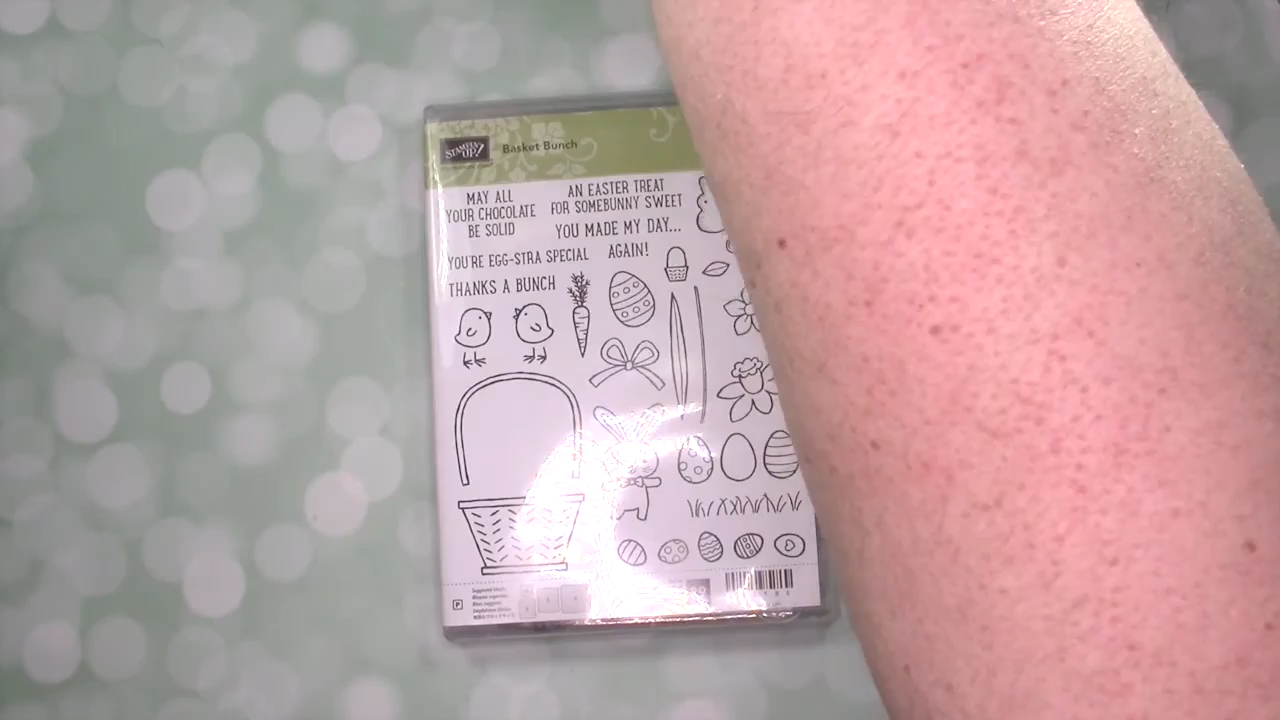 STAMPIN' UP!
Basket Bunch
MAY ALL
YOUR CHOCOLATE
BE SOLID
AN EASTER TREAT
FOR SOMEBUNNY SWEET
YOU MADE MY DAY...
AGAIN!
YOU'RE EGG-STRA SPECIAL
THANKS A BUNCH
P